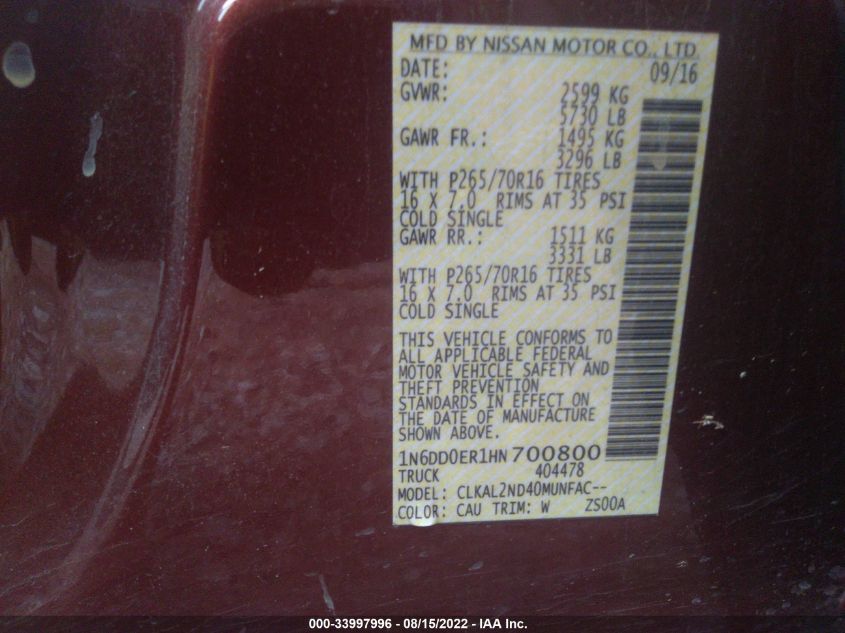 MFD BY NISSAN MOTOR CO., LTD.
DATE: 09/16
GVWR: 2599 KG
5730 LB
GAWR FR.: 1495 KG
3296 LB
WITH P265/70R16 TIRES
16 X 7.0 RIMS AT 35 PSI
COLD SINGLE
GAWR RR.: 1511 KG
3331 LB
WITH P265/70R16 TIRES
16 X 7.0 RIMS AT 35 PSI
COLD SINGLE
THIS VEHICLE CONFORMS TO
ALL APPLICABLE FEDERAL
MOTOR VEHICLE SAFETY AND
THEFT PREVENTION
STANDARDS IN EFFECT ON
THE DATE OF MANUFACTURE
SHOWN ABOVE.
1N6DD0ER1HN700800
TRUCK 404478
MODEL: CLKAL2ND40MUNFAC--
COLOR: CAU TRIM: W ZS00A
000-33997996 - 08/15/2022 - IAA Inc.